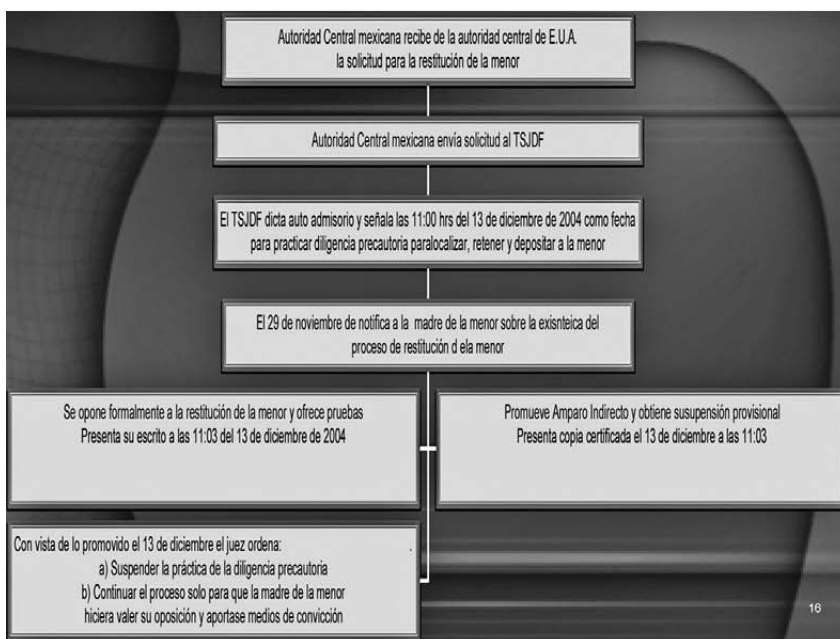 Autoridad Central mexicana recibe de la autoridad central de E.U.A.
la solicitud para la restitución de la menor
Autoridad Central mexicana envía solicitud al TSJDF
El TSJDF dicta auto admisorio y señala las 11:00 hrs del 13 de diciembre de 2004 como fecha
para practicar diligencia precautoria paralocalizar, retener y depositar a la menor
El 29 de noviembre de notifica a la madre de la menor sobre la exisnteica del
proceso de restitución d ela menor
Se opone formalmente a la restitución de la menor y ofrece pruebas
Presenta su escrito a las 11:03 del 13 de diciembre de 2004
Promueve Amparo Indirecto y obtiene susupensión provisional
Presenta copia certificada el 13 de diciembre a las 11:03
Con vista de lo promovido el 13 de diciembre el juez ordena: .
a) Suspender la práctica de la diligencia precautoria
b) Continuar el proceso solo para que la madre de la menor
hiciera valer su oposición y aportase medios de convicción
16